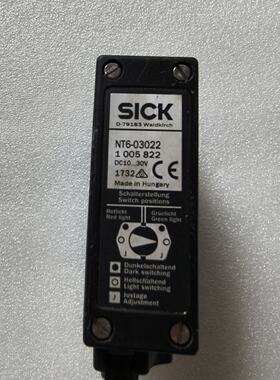 SICK
D-79183 Waldkirch
NT6-03022
1 005 822
DC10...30V
1732 CE
Made in Hungary
Schalterstellung
Switch positions
Rotlicht Grünlicht
Red light Green light
J
Dunkelschaltend
Dark switching
Hellschaltend
Light switching
J Justage
Adjustment